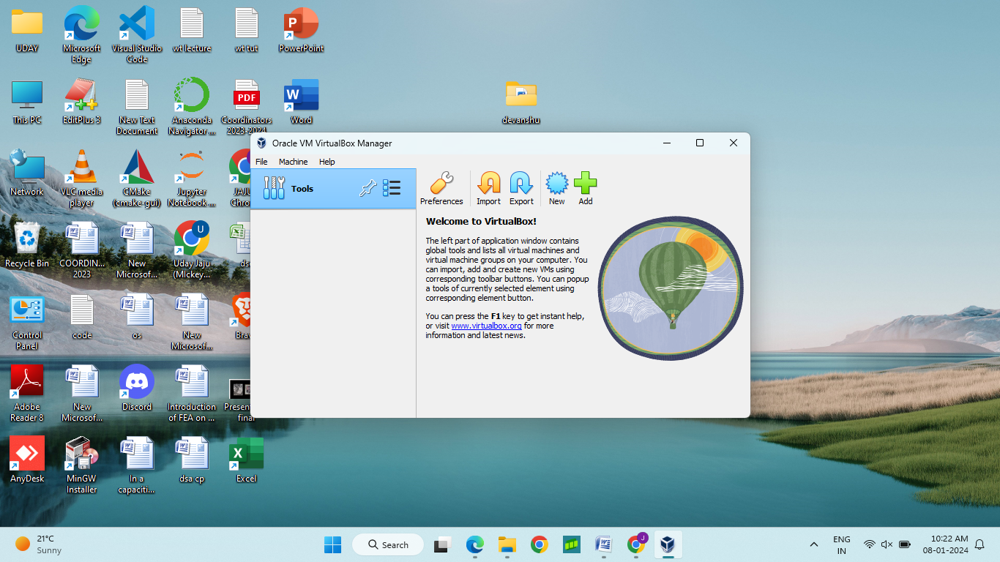 UDAY
Microsoft
Edge
Visual Studio
Code
wt lecture
wt tut
PowerPoint
This PC
EditPlus 3
New Text
Document
Anaconda
Navigator ...
PDF
Coordinators
2023-2024
Word
devanshu
Oracle VM VirtualBox Manager
File Machine Help
Tools
Preferences
Import
Export
New
Add
Welcome to VirtualBox!
The left part of application window contains
global tools and lists all virtual machines and
virtual machine groups on your computer. You
can import, add and create new VMs using
corresponding toolbar buttons. You can popup
a tools of currently selected element using
corresponding element button.
You can press the F1 key to get instant help,
or visit www.virtualbox.org for more
information and latest news.
Network
VLC media
player
CMake
(cmake-gui)
Jupyter
Notebook ...
Recycle Bin
COORDIN...
2023
New
Microsof...
U
Uday Jaju
(MIckey...
Control
Panel
code
os
New
Microsof...
Adobe
Reader 8
New
Microsof...
Discord
Introduction
of FEA on ...
AnyDesk
MinGW
Installer
In a
capaciti...
dsa cp
Excel
21°C
Sunny
Search
J
ENG
IN
10:22 AM
08-01-2024